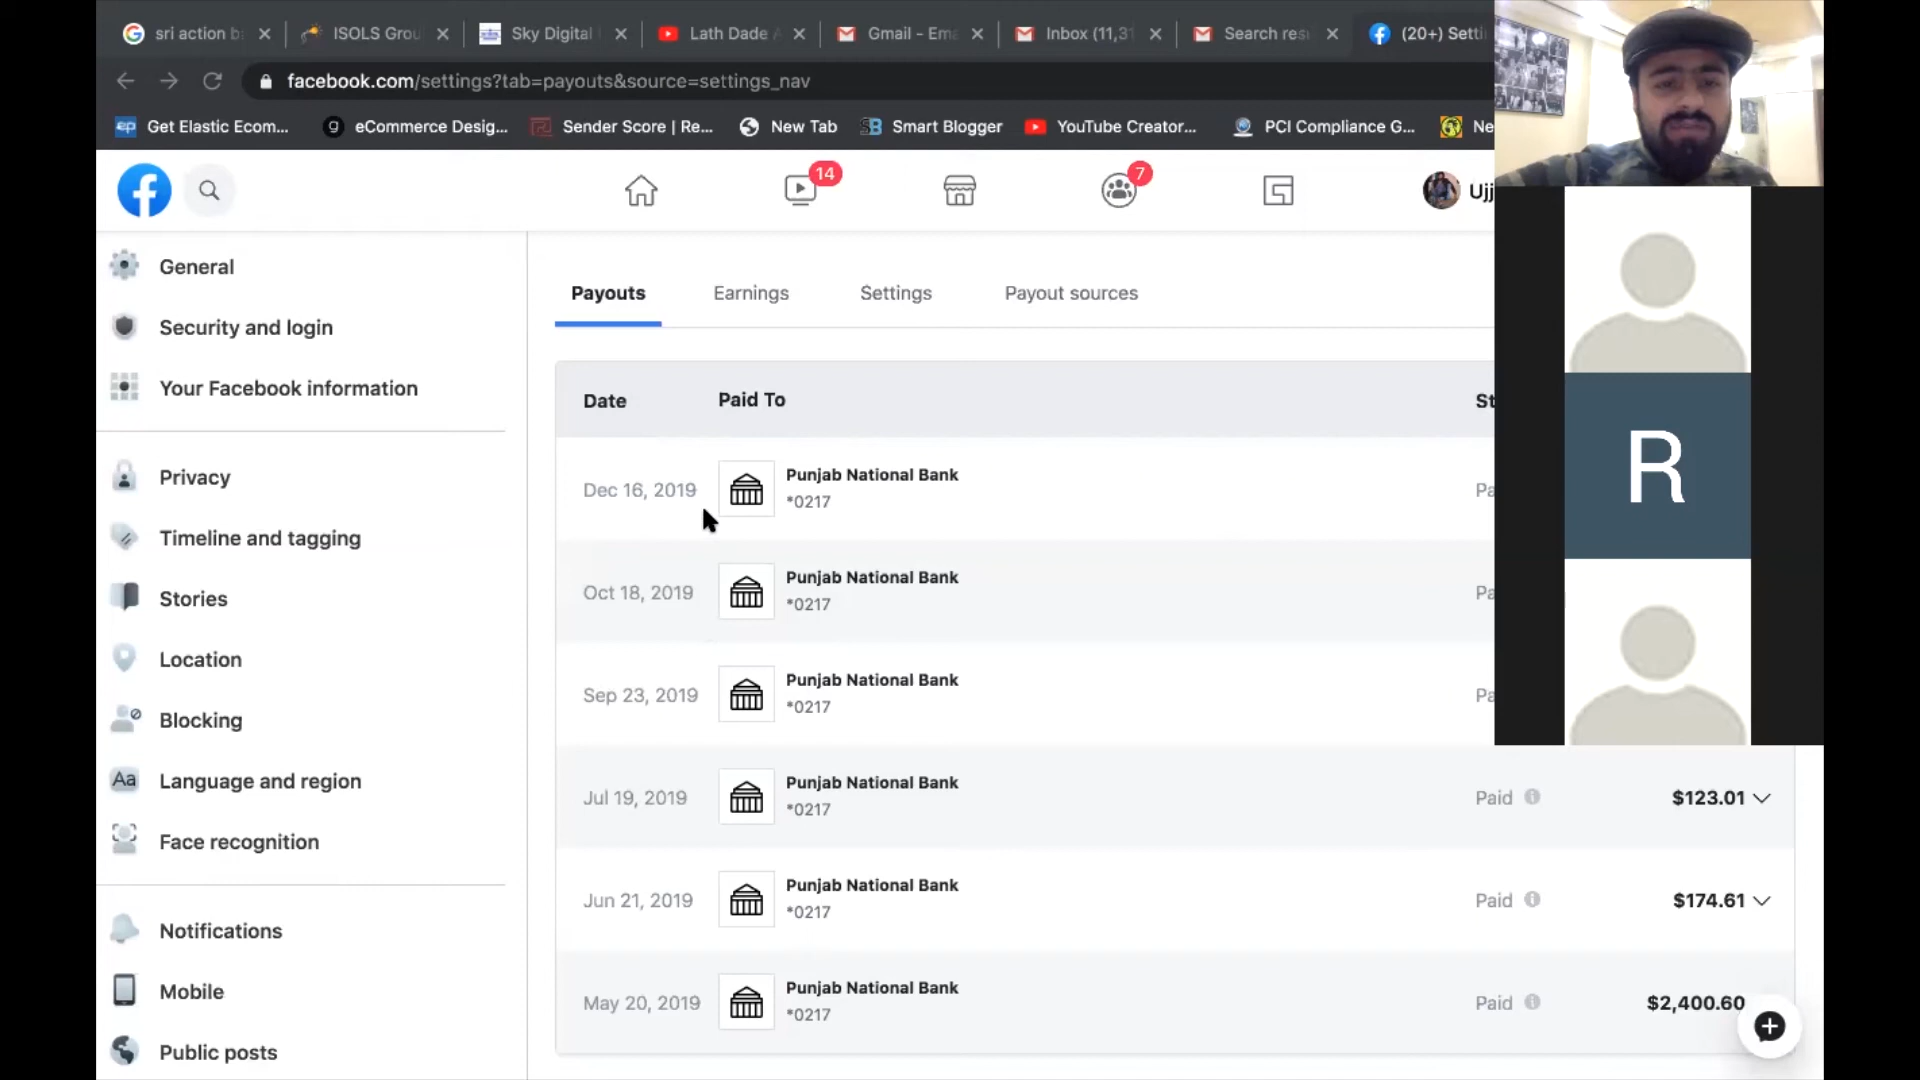 sri action b
ISOLS Grou
Sky Digital
Lath Dade A
Gmail - Ema
Inbox (11,31
Search resu
(20+) Setti
facebook.com/settings?tab=payouts&source=settings_nav
ep Get Elastic Ecom...
g eCommerce Desig...
Sender Score | Re...
New Tab
SB Smart Blogger
YouTube Creator...
PCI Compliance G...
Ne
14
7
Ujj
General
Security and login
Your Facebook information
Privacy
Timeline and tagging
Stories
Location
Blocking
Aa Language and region
Face recognition
Notifications
Mobile
Public posts
Payouts Earnings Settings Payout sources
Date Paid To St
Dec 16, 2019 Punjab National Bank Pa
*0217
Oct 18, 2019 Punjab National Bank Pa
*0217
Sep 23, 2019 Punjab National Bank Pa
*0217
Jul 19, 2019 Punjab National Bank Paid $123.01
*0217
Jun 21, 2019 Punjab National Bank Paid $174.61
*0217
May 20, 2019 Punjab National Bank Paid $2,400.60
*0217
R